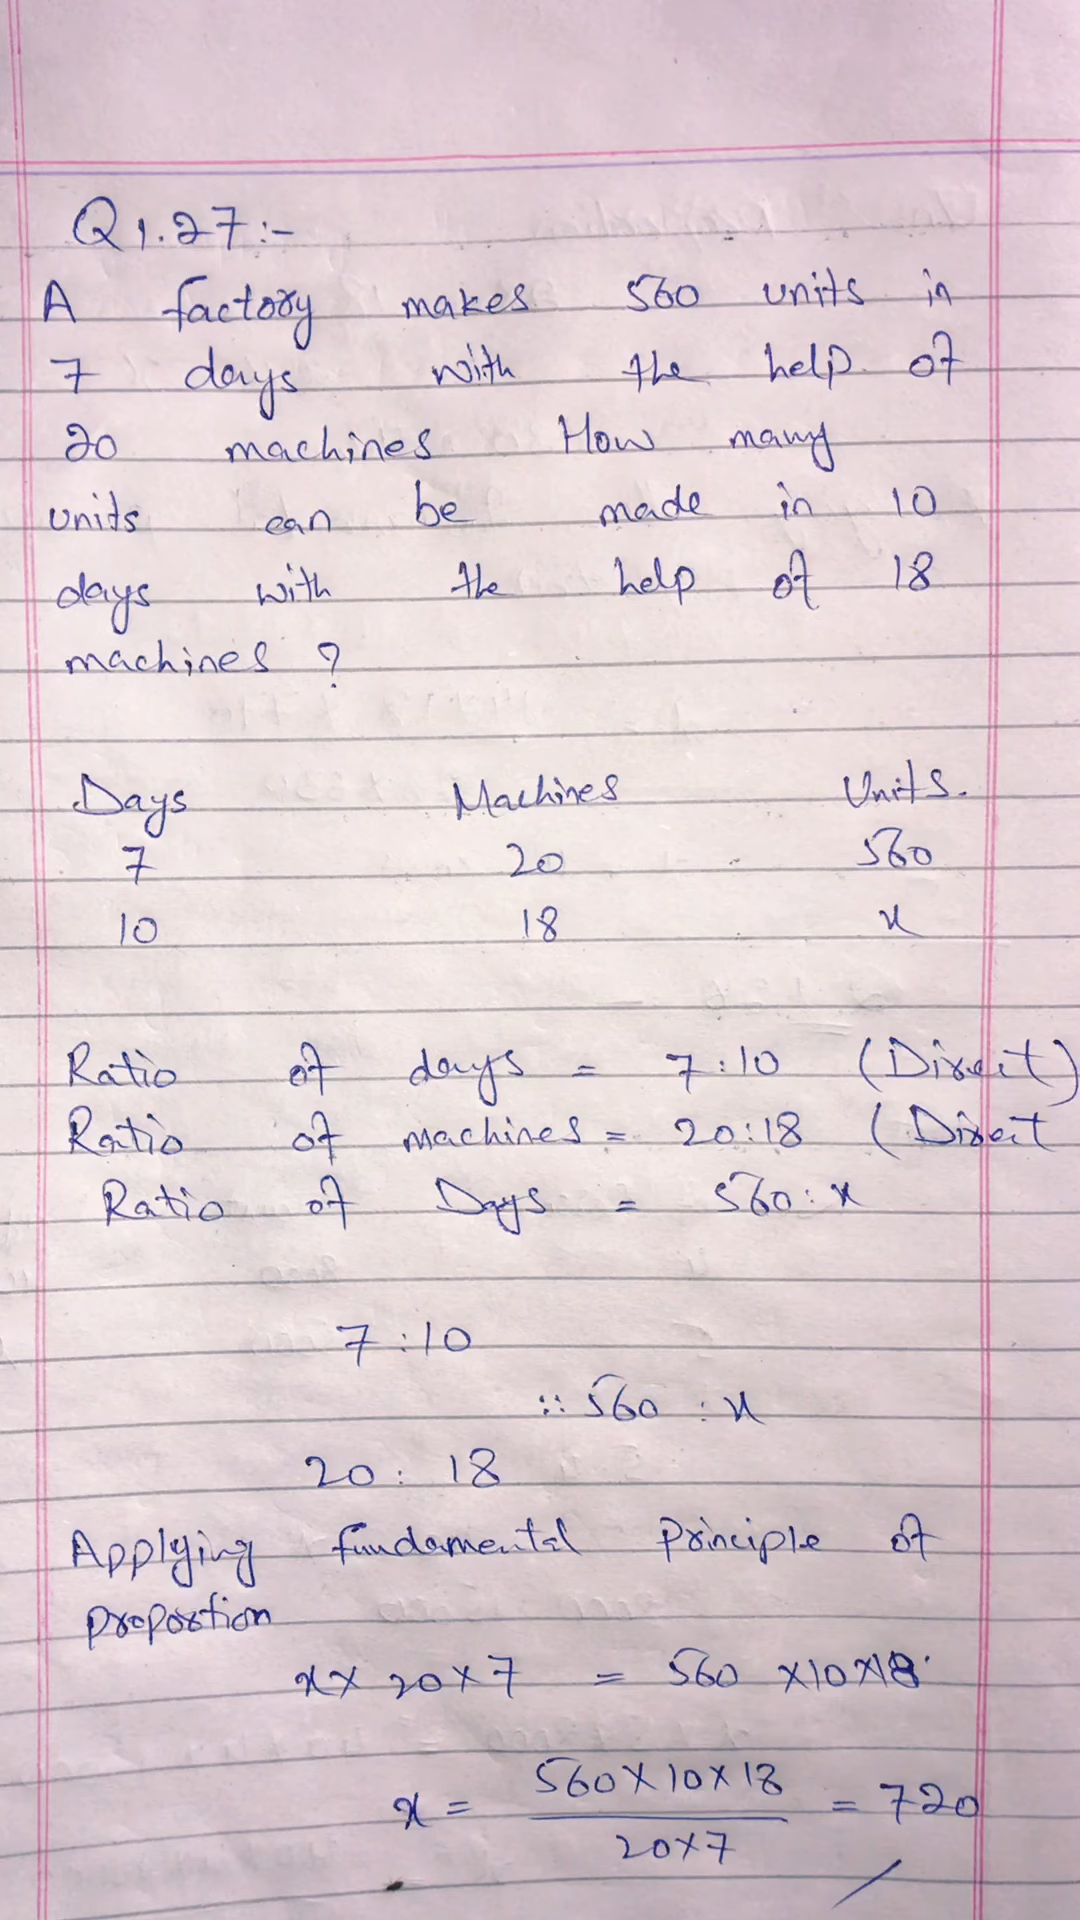 Q1.27:-
A factory makes 560 units in
7 days with the help of
20 machines How many
units can be made in 10
days with the help of 18
machines ?
Days Machines Units.
7 20 560
10 18 x
Ratio of days = 7:10 (Direct)
Ratio of machines = 20:18 (Direct
Ratio of Days = 560:x
7:10
:: 560 : x
20 : 18
Applying fundamental Principle of
proportion
x × 20 × 7 = 560 ×10×18
x = 560×10×18 / 20×7 = 720